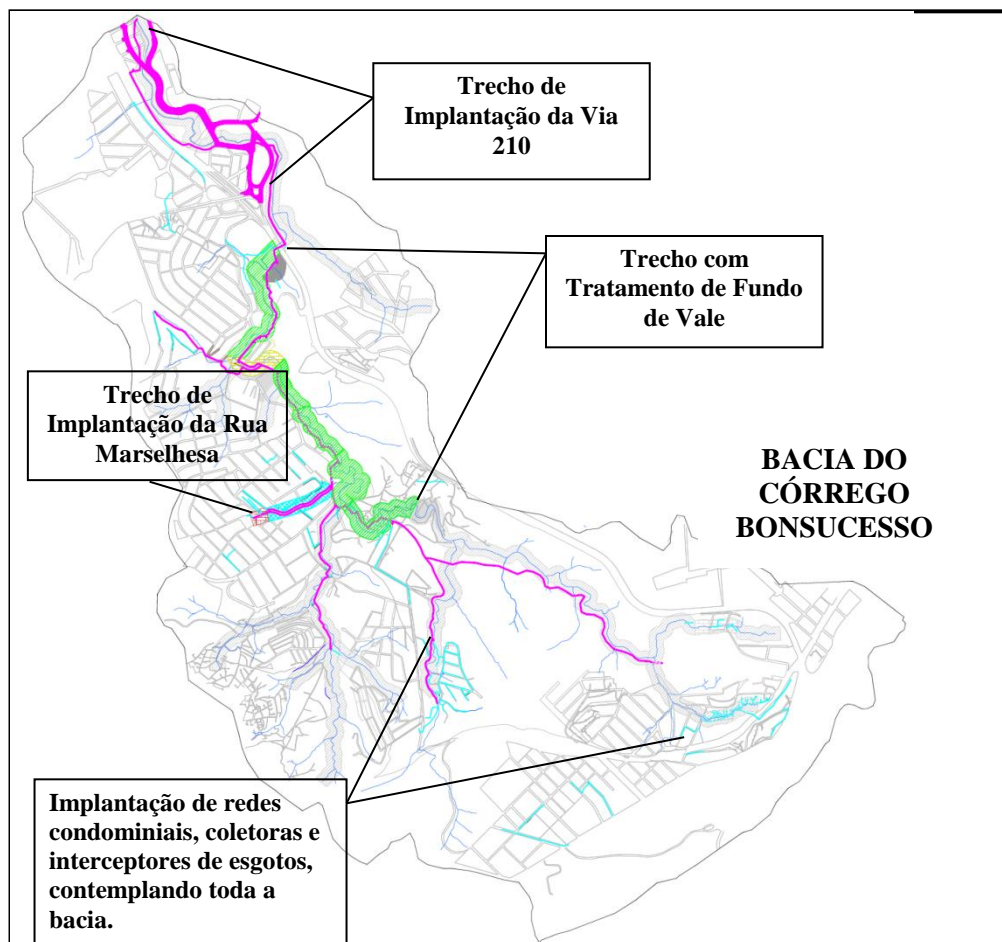 Trecho de
Implantação da Via
210
Trecho com
Tratamento de Fundo
de Vale
Trecho de
Implantação da Rua
Marselhesa
BACIA DO
CÓRREGO
BONSUCESSO
Implantação de redes
condominiais, coletoras e
interceptores de esgotos,
contemplando toda a
bacia.